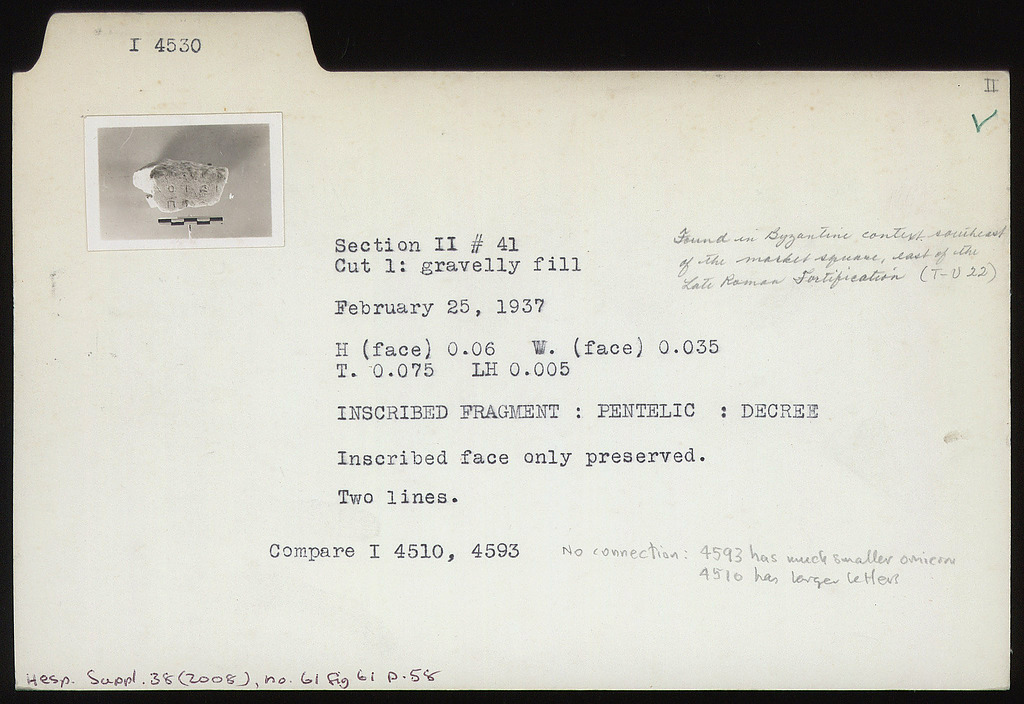 I 4530
II
Section II # 41
Cut 1: gravelly fill
Found in Byzantine context southeast
of the market square, east of the
Late Roman Fortification (T-U 22)
February 25, 1937
H (face) 0.06 W. (face) 0.035
T. 0.075 LH 0.005
INSCRIBED FRAGMENT : PENTELIC : DECREE
Inscribed face only preserved.
Two lines.
Compare I 4510, 4593
No connection: 4593 has much smaller omicron
4510 has larger letters
Hesp. Suppl. 38 (2008), no. 61 fig 61 p. 58